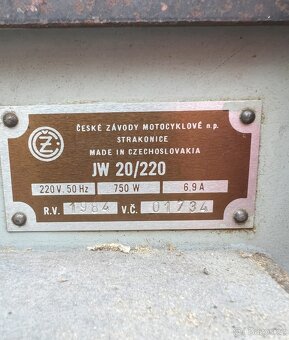 ČZ
ČESKÉ ZÁVODY MOTOCYKLOVÉ n.p.
STRAKONICE
MADE IN CZECHOSLOVAKIA
JW 20/220
220 V. 50 Hz 750 W 6.9 A
R.V. 1984 V.Č. 01734